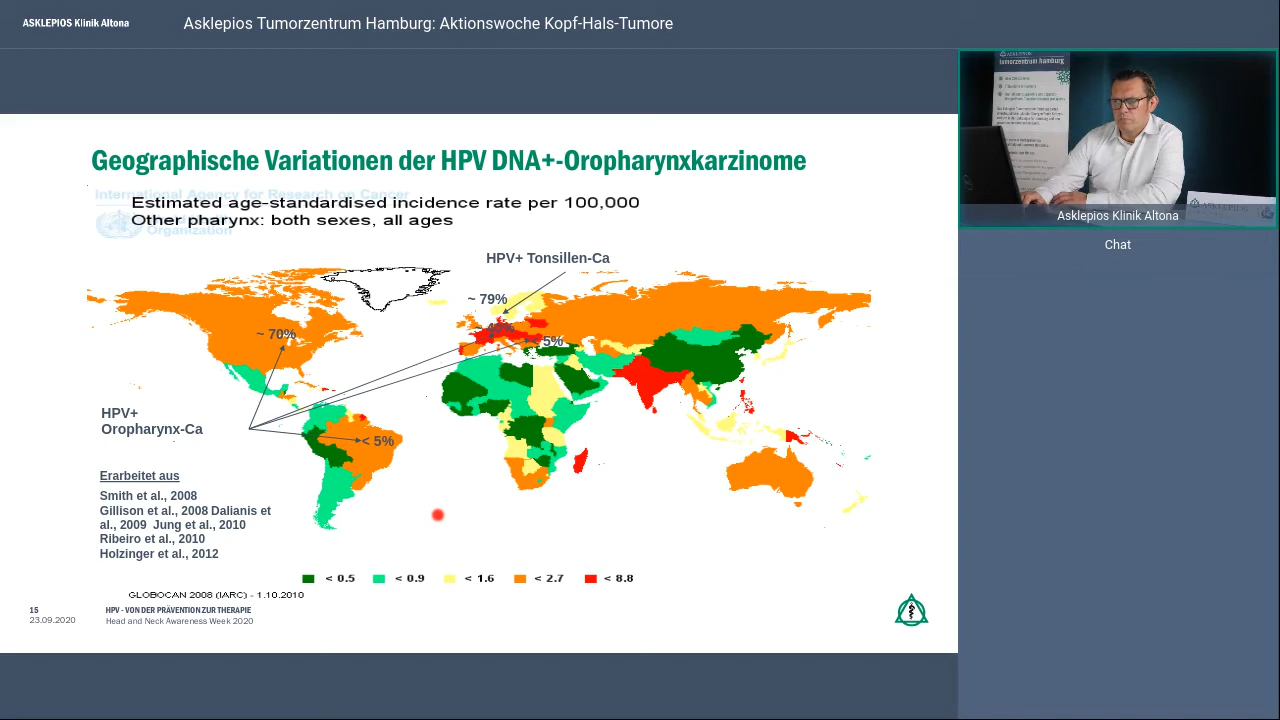 ASKLEPIOS Klinik Altona
Asklepios Tumorzentrum Hamburg: Aktionswoche Kopf-Hals-Tumore
ASKLEPIOS
tumorzentrum hamburg
Asklepios Klinik Altona
Chat
Geographische Variationen der HPV DNA+-Oropharynxkarzinome
International Agency for Research on Cancer
Estimated age-standardised incidence rate per 100,000
Other pharynx: both sexes, all ages
Organization
HPV+ Tonsillen-Ca
~ 79%
~ 70%
< 5%
HPV+
Oropharynx-Ca
< 5%
Erarbeitet aus
Smith et al., 2008
Gillison et al., 2008 Dalianis et
al., 2009 Jung et al., 2010
Ribeiro et al., 2010
Holzinger et al., 2012
< 0.5 < 0.9 < 1.6 < 2.7 < 8.8
GLOBOCAN 2008 (IARC) - 1.10.2010
15 HPV - VON DER PRÄVENTION ZUR THERAPIE
23.09.2020 Head and Neck Awareness Week 2020